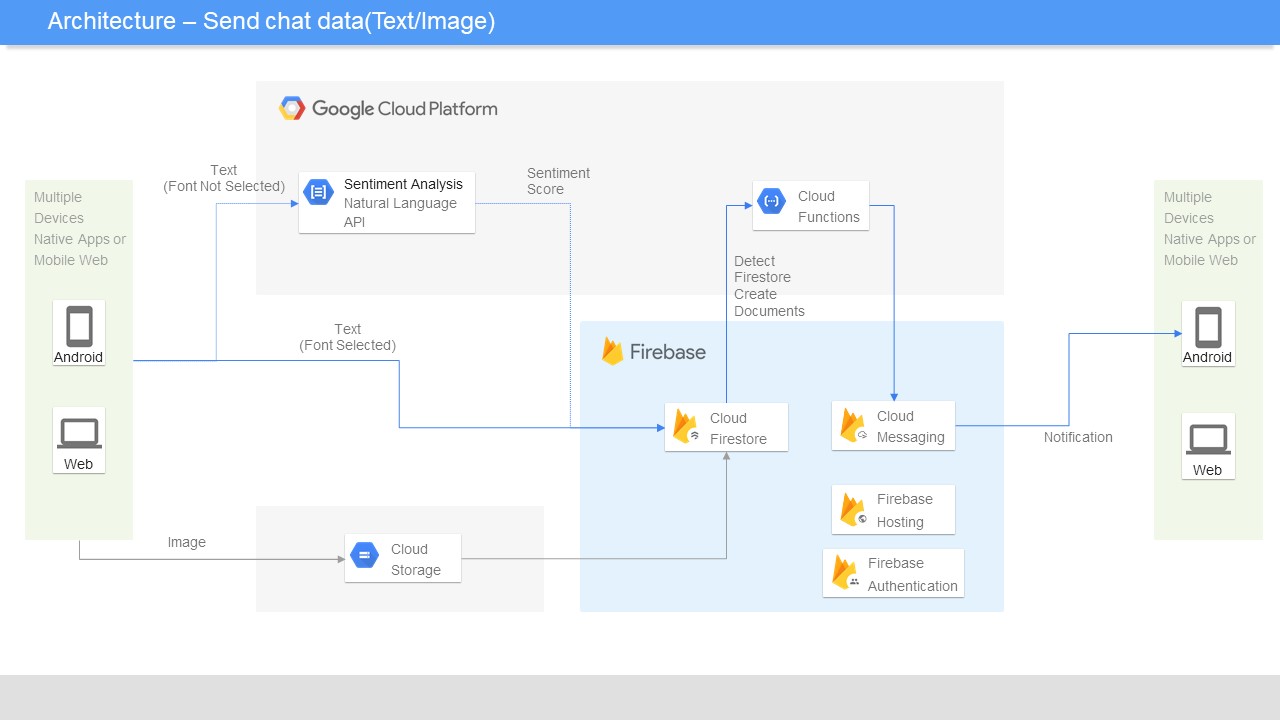 Architecture – Send chat data(Text/Image)
Google Cloud Platform
Text
(Font Not Selected)
Sentiment Analysis
Natural Language
API
Sentiment
Score
Cloud
Functions
Multiple
Devices
Native Apps or
Mobile Web
Android
Web
Detect
Firestore
Create
Documents
Text
(Font Selected)
Firebase
Cloud
Firestore
Cloud
Messaging
Firebase
Hosting
Firebase
Authentication
Image
Cloud
Storage
Notification
Multiple
Devices
Native Apps or
Mobile Web
Android
Web